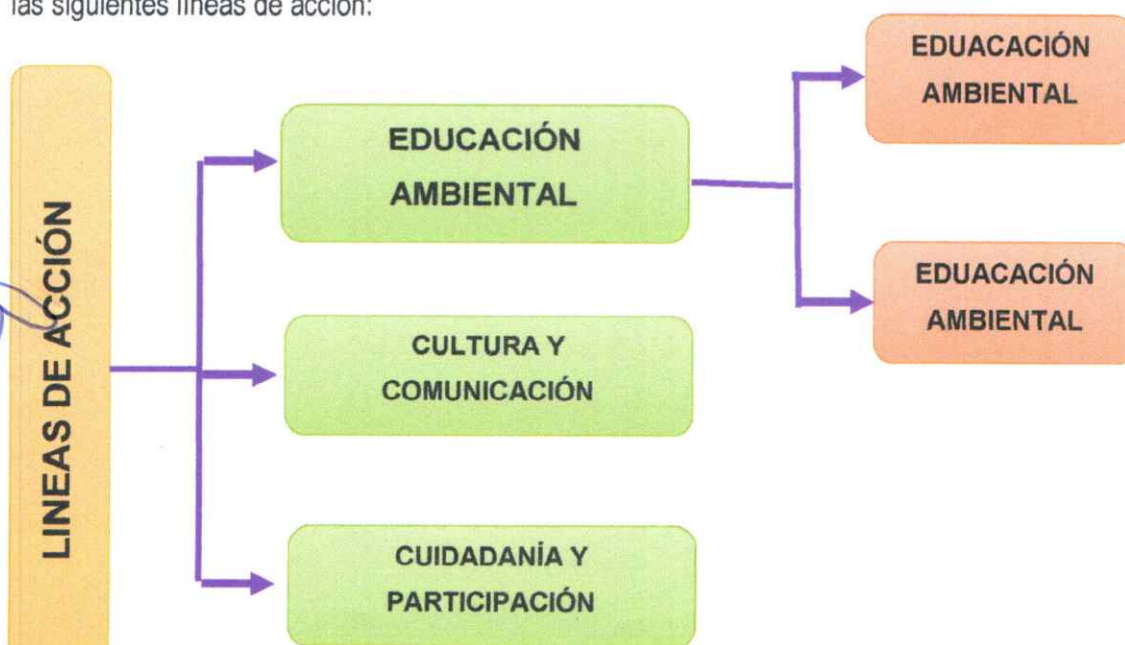 las siguientes líneas de acción:
LINEAS DE ACCIÓN
EDUCACIÓN
AMBIENTAL
CULTURA Y
COMUNICACIÓN
CUIDADANÍA Y
PARTICIPACIÓN
EDUACACIÓN
AMBIENTAL
EDUACACIÓN
AMBIENTAL